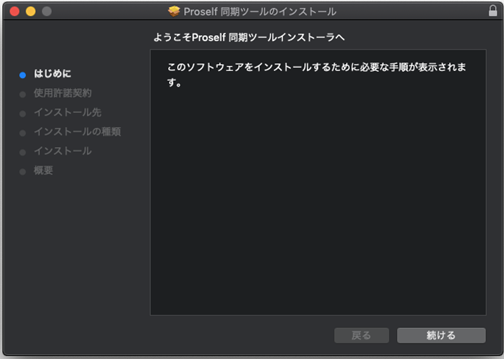 Proself 同期ツールのインストール
ようこそProself 同期ツールインストーラへ
はじめに
使用許諾契約
インストール先
インストールの種類
インストール
概要
このソフトウェアをインストールするために必要な手順が表示されま
す。
戻る
続ける